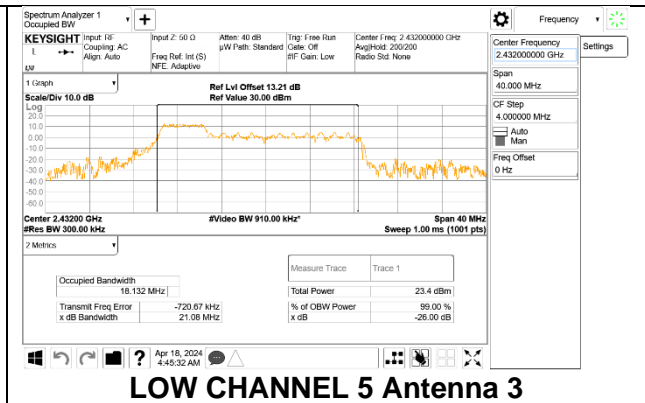 Spectrum Analyzer 1
Occupied BW
Frequency
KEYSIGHT
L
Input: RF
Coupling: AC
Align: Auto
Input Z: 50 Ω
Freq Ref: Int (S)
NFE: Adaptive
Atten: 40 dB
µW Path: Standard
Trig: Free Run
Gate: Off
#IF Gain: Low
Center Freq: 2.432000000 GHz
Avg|Hold: 200/200
Radio Std: None
Center Frequency
2.432000000 GHz
Settings
Span
40.000 MHz
CF Step
4.000000 MHz
Auto
Man
Freq Offset
0 Hz
1 Graph
Scale/Div 10.0 dB
Ref Lvl Offset 13.21 dB
Ref Value 30.00 dBm
Log
20.0
10.0
0.00
-10.0
-20.0
-30.0
-40.0
-50.0
-60.0
Center 2.43200 GHz
#Video BW 910.00 kHz*
Span 40 MHz
#Res BW 300.00 kHz
Sweep 1.00 ms (1001 pts)
2 Metrics
Measure Trace
Trace 1
Occupied Bandwidth
18.132 MHz
Total Power
23.4 dBm
Transmit Freq Error
-720.67 kHz
% of OBW Power
99.00 %
x dB Bandwidth
21.08 MHz
x dB
-26.00 dB
?
Apr 18, 2024
4:45:32 AM
LOW CHANNEL 5 Antenna 3